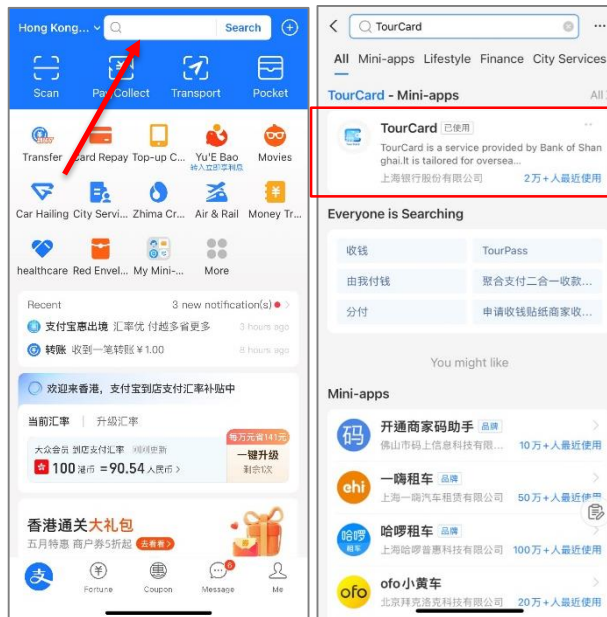 Hong Kong...
Search
Scan
Pay/Collect
Transport
Pocket
Transfer
Card Repay
Top-up C...
Yu'E Bao
转入立即享利息
Movies
Car Hailing
City Servi...
Zhima Cr...
Air & Rail
Money Tr...
healthcare
Red Envel...
My Mini-...
More
Recent
3 new notification(s)
支付宝惠出境 汇率优 付越多省更多
3 hours ago
转账 收到一笔转账 ¥1.00
8 hours ago
欢迎来香港，支付宝到店支付汇率补贴中
当前汇率 | 升级汇率
每万元省141元
大众会员 到店支付汇率 刚刚更新
100 港币 =90.54 人民币 >
一键升级
剩余1次
香港通关大礼包
五月特惠 商户券5折起 去看看>
支
Fortune
Coupon
6
Message
Me
TourCard
All Mini-apps Lifestyle Finance City Services
TourCard - Mini-apps
All
TourCard 已使用
TourCard is a service provided by Bank of Shan
ghai.It is tailored for oversea...
上海银行股份有限公司
2万+人最近使用
Everyone is Searching
收钱
TourPass
由我付钱
聚合支付二合一收款...
分付
申请收钱贴纸商家收...
You might like
Mini-apps
码
开通商家码助手 品牌
佛山市码上信息科技有限...
10万+人最近使用
ehi
一嗨租车 品牌
上海一嗨汽车租赁有限公司
50万+人最近使用
哈啰
租车
哈啰租车 品牌
上海哈啰普惠科技有限公司
100万+人最近使用
ofo
ofo小黄车
北京拜克洛克科技有限公司
20万+人最近使用